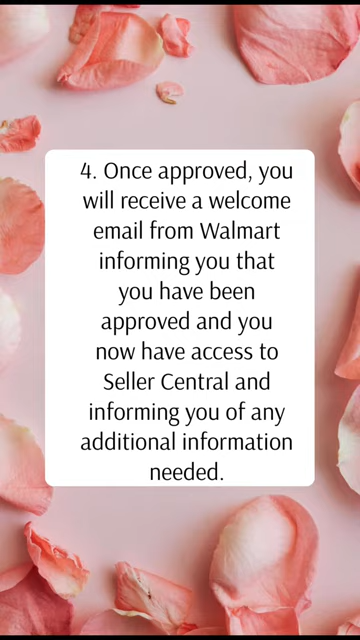 4. Once approved, you
will receive a welcome
email from Walmart
informing you that
you have been
approved and you
now have access to
Seller Central and
informing you of any
additional information
needed.